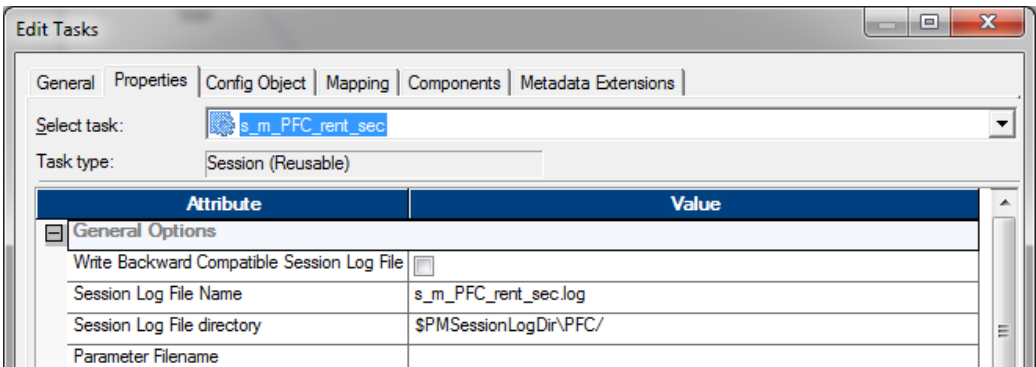 Edit Tasks
General Properties Config Object Mapping Components Metadata Extensions
Select task: s_m_PFC_rent_sec
Task type: Session (Reusable)
Attribute Value
General Options
Write Backward Compatible Session Log File
Session Log File Name s_m_PFC_rent_sec.log
Session Log File directory $PMSessionLogDir\PFC/
Parameter Filename